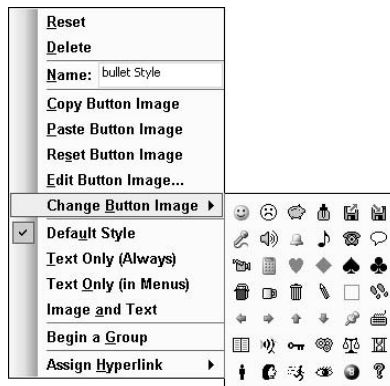 Reset
Delete
Name: bullet Style
Copy Button Image
Paste Button Image
Reset Button Image
Edit Button Image...
Change Button Image
Default Style
Text Only (Always)
Text Only (in Menus)
Image and Text
Begin a Group
Assign Hyperlink